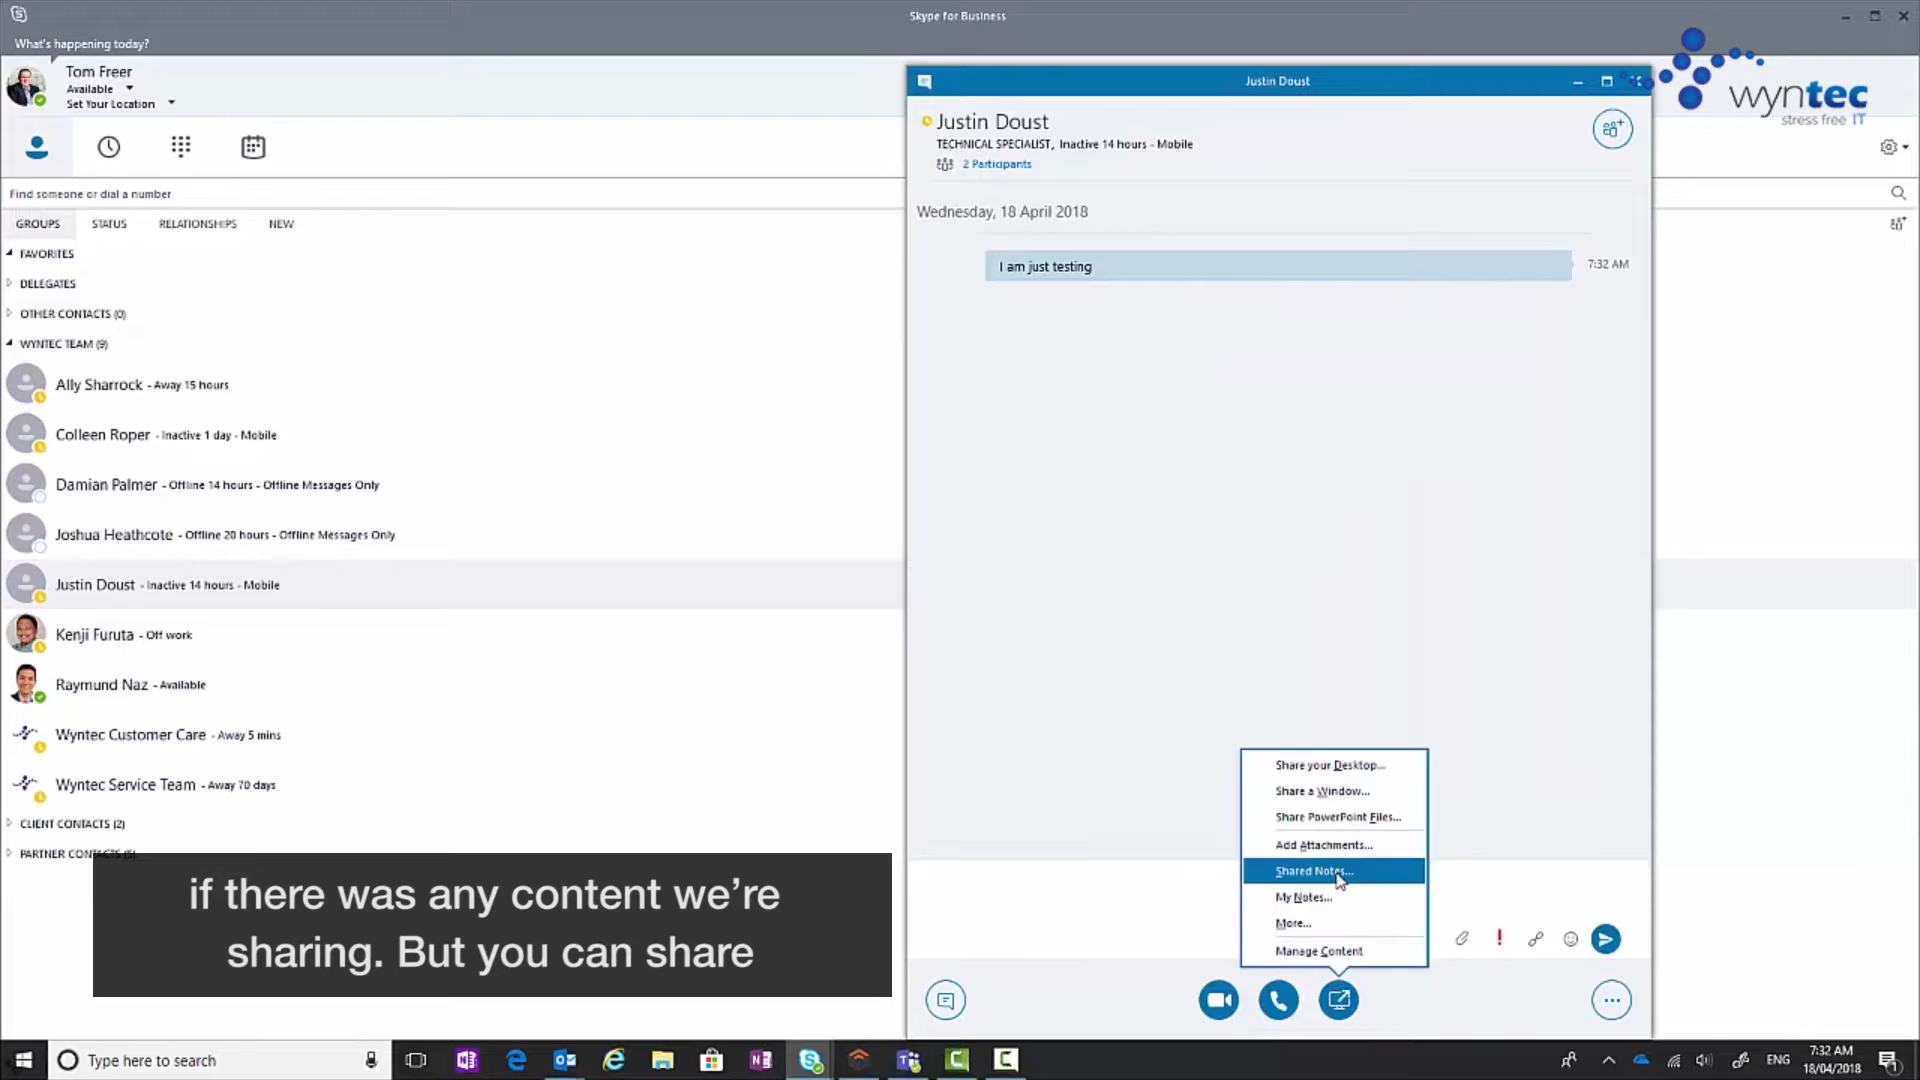 Skype for Business
What's happening today?
Tom Freer
Available
Set Your Location
Find someone or dial a number
GROUPS STATUS RELATIONSHIPS NEW
FAVORITES
DELEGATES
OTHER CONTACTS (0)
WYNTEC TEAM (9)
Ally Sharrock - Away 15 hours
Colleen Roper - Inactive 1 day - Mobile
Damian Palmer - Offline 14 hours - Offline Messages Only
Joshua Heathcote - Offline 20 hours - Offline Messages Only
Justin Doust - Inactive 14 hours - Mobile
Kenji Furuta - Off work
Raymund Naz - Available
Wyntec Customer Care - Away 5 mins
Wyntec Service Team - Away 70 days
CLIENT CONTACTS (2)
PARTNER CONTACTS (5)
Justin Doust
Justin Doust
TECHNICAL SPECIALIST, Inactive 14 hours - Mobile
2 Participants
Wednesday, 18 April 2018
I am just testing
7:32 AM
Share your Desktop...
Share a Window...
Share PowerPoint Files...
Add Attachments...
Shared Notes...
My Notes...
More...
Manage Content
wyntec
stress free IT
if there was any content we’re
sharing. But you can share
Type here to search
ENG
7:32 AM
18/04/2018